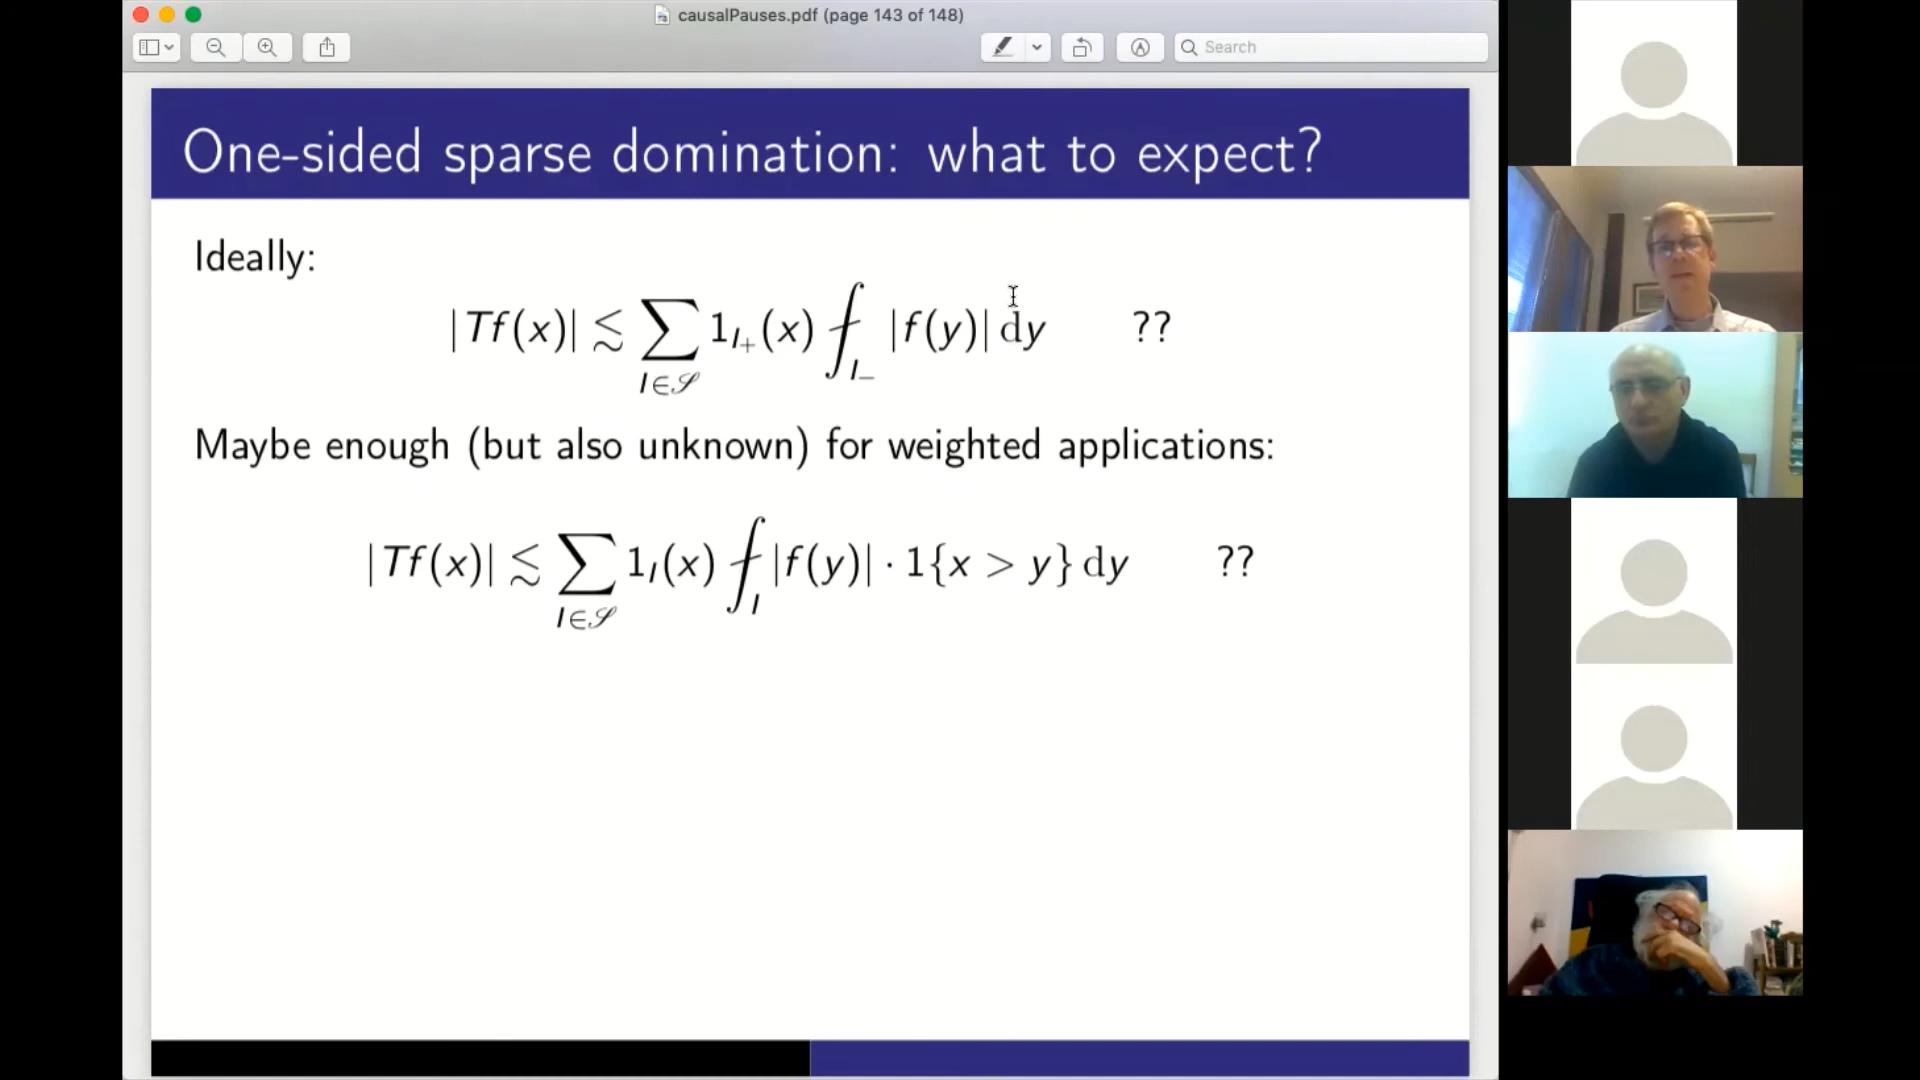 causalPauses.pdf (page 143 of 148)
Search
One-sided sparse domination: what to expect?
Ideally:
|Tf(x)| ≲ ∑_{I∈𝒮} 1_{I₊}(x) ⨍_{I₋} |f(y)| dy ??
Maybe enough (but also unknown) for weighted applications:
|Tf(x)| ≲ ∑_{I∈𝒮} 1_I(x) ⨍_I |f(y)| · 1{x > y} dy ??